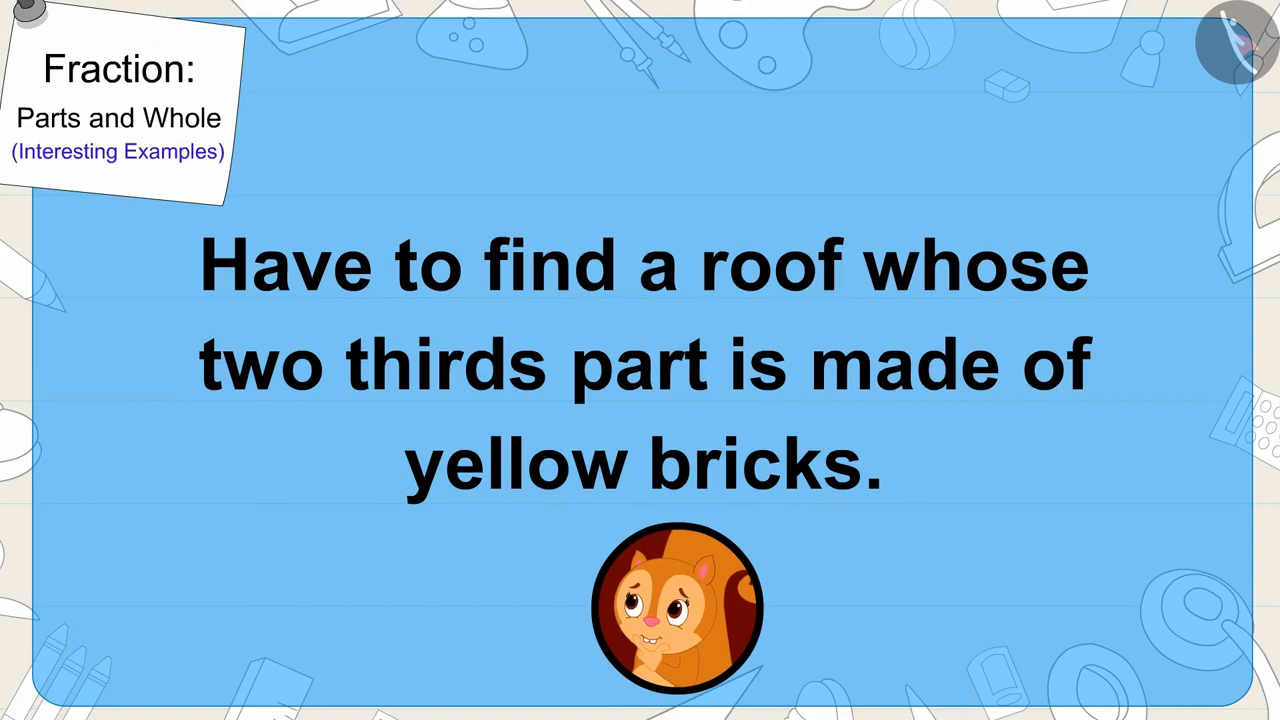 Fraction:
Parts and Whole
(Interesting Examples)
Have to find a roof whose
two thirds part is made of
yellow bricks.